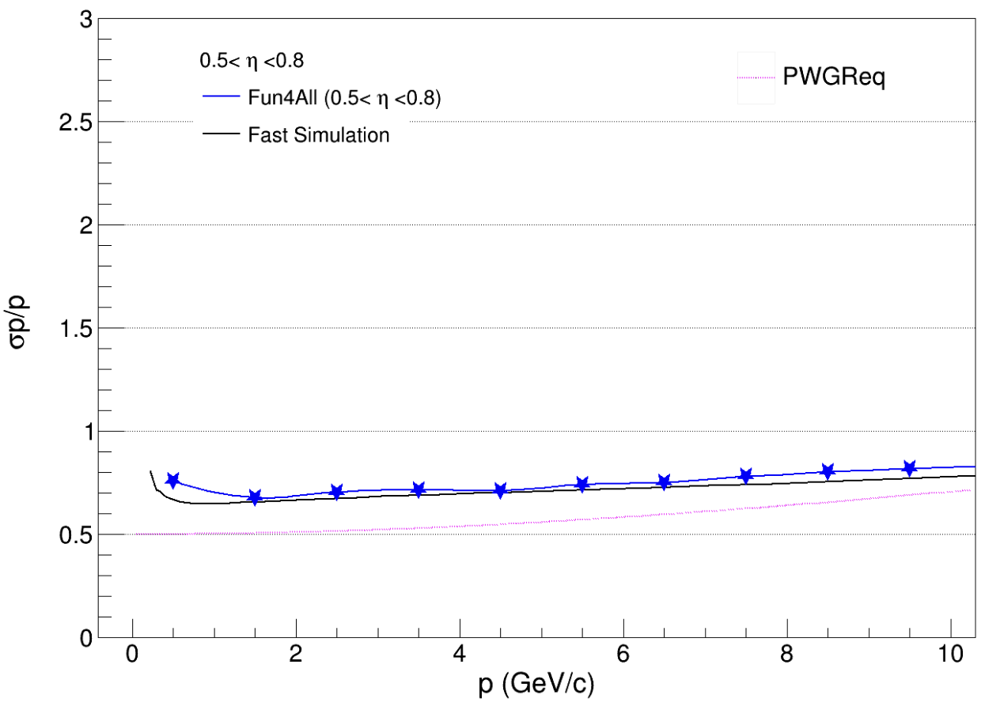 3
0.5< η <0.8
PWGReq
Fun4All (0.5< η <0.8)
2.5
Fast Simulation
2
1.5
σp/p
1
0.5
0
0 2 4 6 8 10
p (GeV/c)